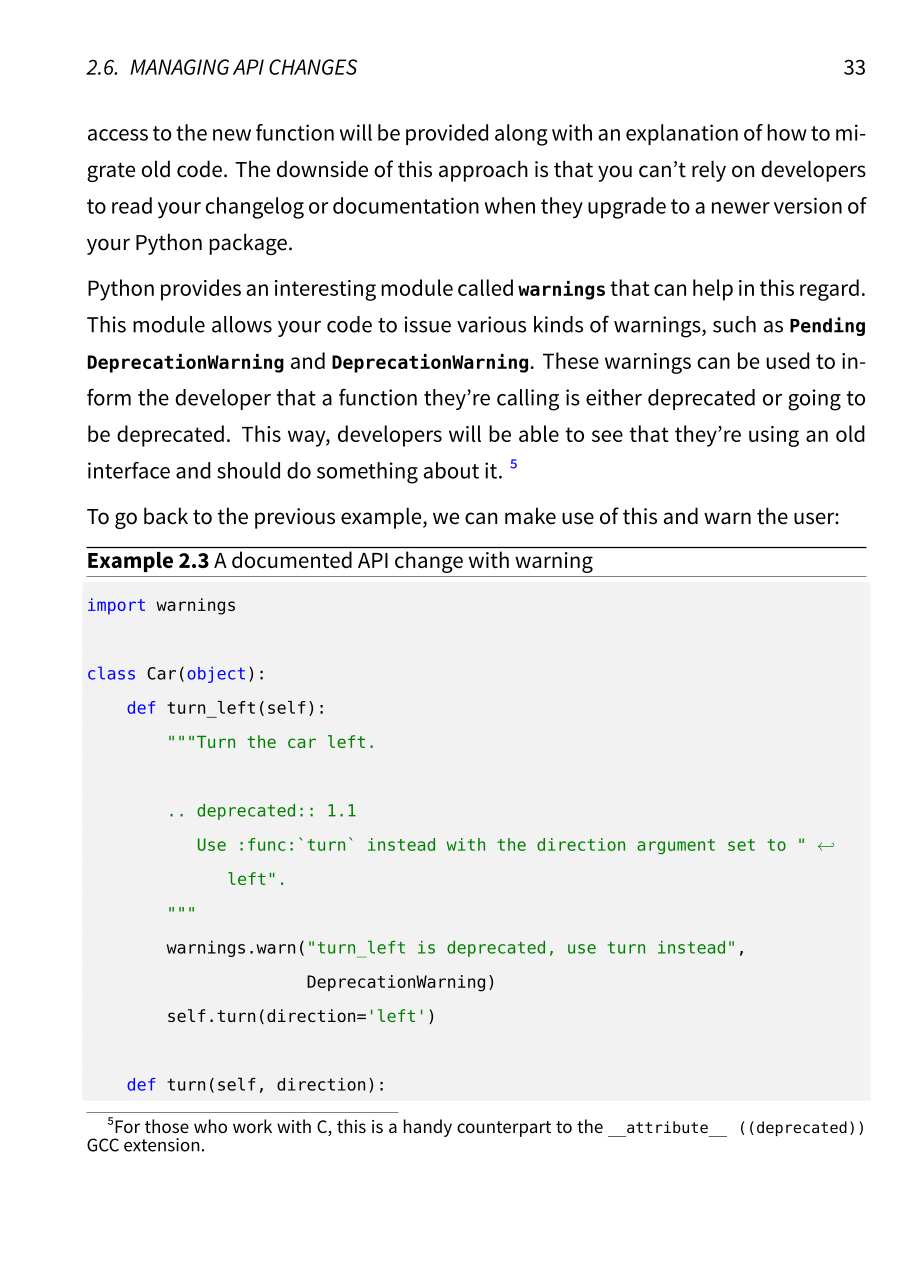 2.6. MANAGING API CHANGES 33
access to the new function will be provided along with an explanation of how to mi-
grate old code. The downside of this approach is that you can’t rely on developers
to read your changelog or documentation when they upgrade to a newer version of
your Python package.
Python provides an interesting module called warnings that can help in this regard.
This module allows your code to issue various kinds of warnings, such as Pending
DeprecationWarning and DeprecationWarning. These warnings can be used to in-
form the developer that a function they’re calling is either deprecated or going to
be deprecated. This way, developers will be able to see that they’re using an old
interface and should do something about it. 5
To go back to the previous example, we can make use of this and warn the user:
Example 2.3 A documented API change with warning
import warnings
class Car(object):
    def turn_left(self):
        """Turn the car left.
        .. deprecated:: 1.1
           Use :func:`turn` instead with the direction argument set to " ↩
              left".
        """
        warnings.warn("turn_left is deprecated, use turn instead",
                      DeprecationWarning)
        self.turn(direction='left')
    def turn(self, direction):
5For those who work with C, this is a handy counterpart to the __attribute__ ((deprecated))
GCC extension.